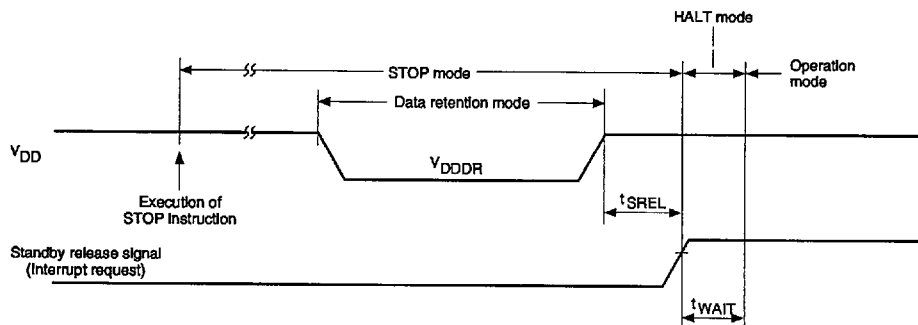 HALT mode
STOP mode
Operation
mode
Data retention mode
VDD
VDDDR
tSREL
Execution of
STOP Instruction
Standby release signal
(Interrupt request)
tWAIT